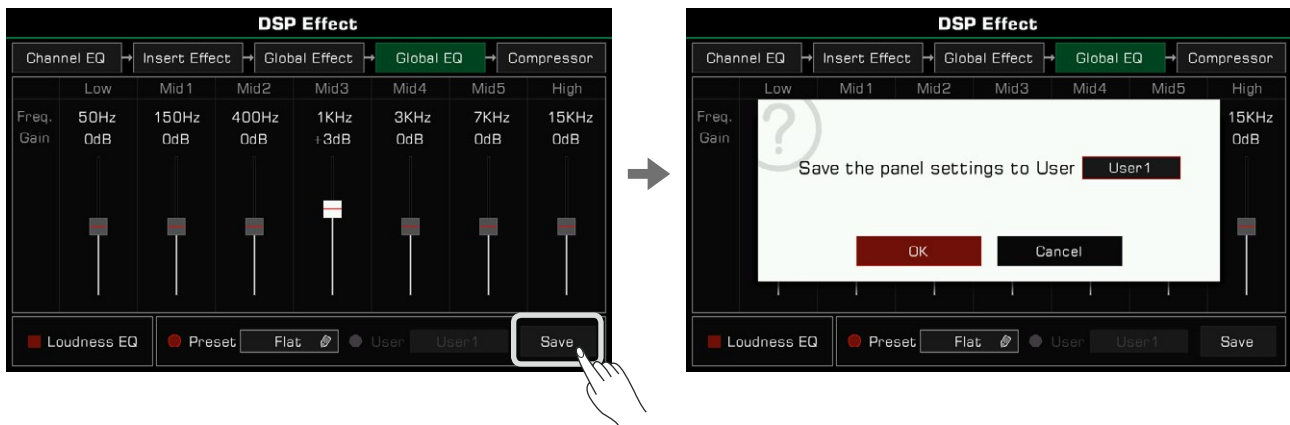 DSP Effect
Channel EQ Insert Effect Global Effect Global EQ Compressor
Low Mid1 Mid2 Mid3 Mid4 Mid5 High
Freq. 50Hz 150Hz 400Hz 1KHz 3KHz 7KHz 15KHz
Gain 0dB 0dB 0dB +3dB 0dB 0dB 0dB
Loudness EQ Preset Flat User User1 Save
DSP Effect
Channel EQ Insert Effect Global Effect Global EQ Compressor
Low Mid1 Mid2 Mid3 Mid4 Mid5 High
Freq. 15KHz
Gain 0dB
?
Save the panel settings to User User1
OK Cancel
Loudness EQ Preset Flat User User1 Save